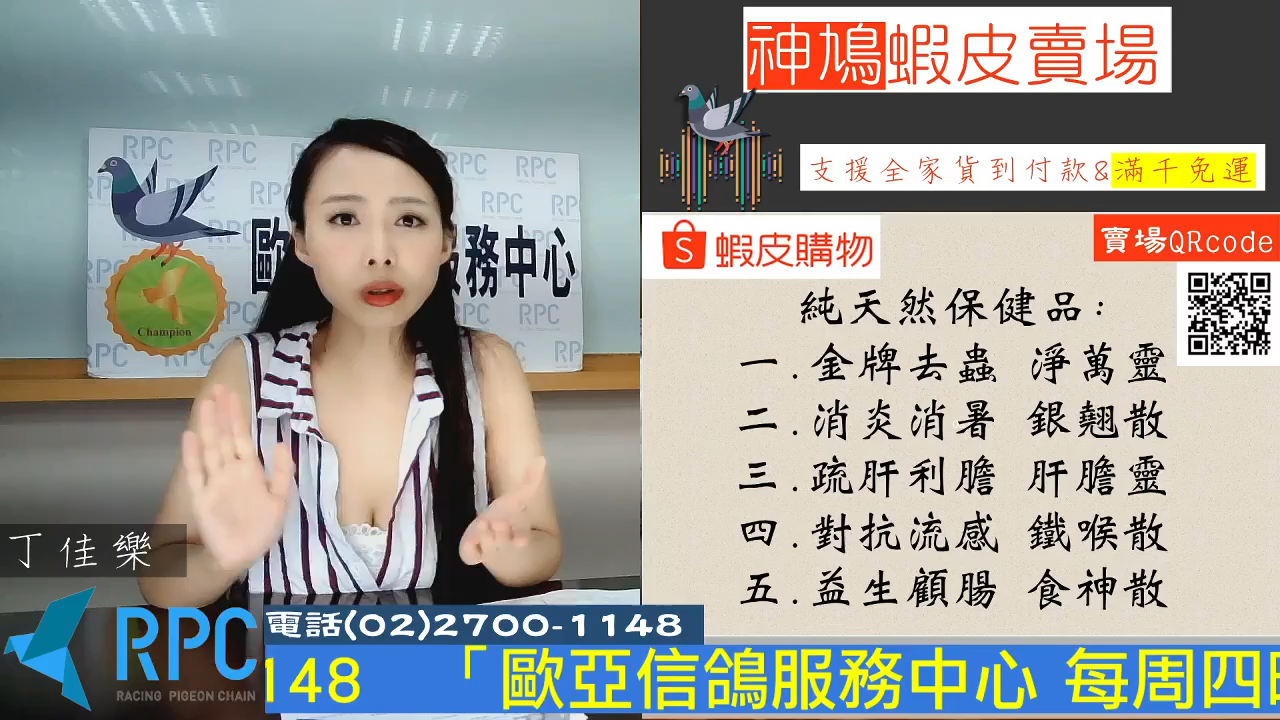 神鳩蝦皮賣場
支援全家貨到付款&滿千免運
蝦皮購物
賣場QRcode
純天然保健品:
一.金牌去蟲 淨萬靈
二.消炎消暑 銀翹散
三.疏肝利膽 肝膽靈
四.對抗流感 鐵喉散
五.益生顧腸 食神散
RPC RPC RPC RPC
歐
服務中心
Champion
丁佳樂
RPC
RACING PIGEON CHAIN
電話(02)2700-1148
148 「歐亞信鴿服務中心 每周四